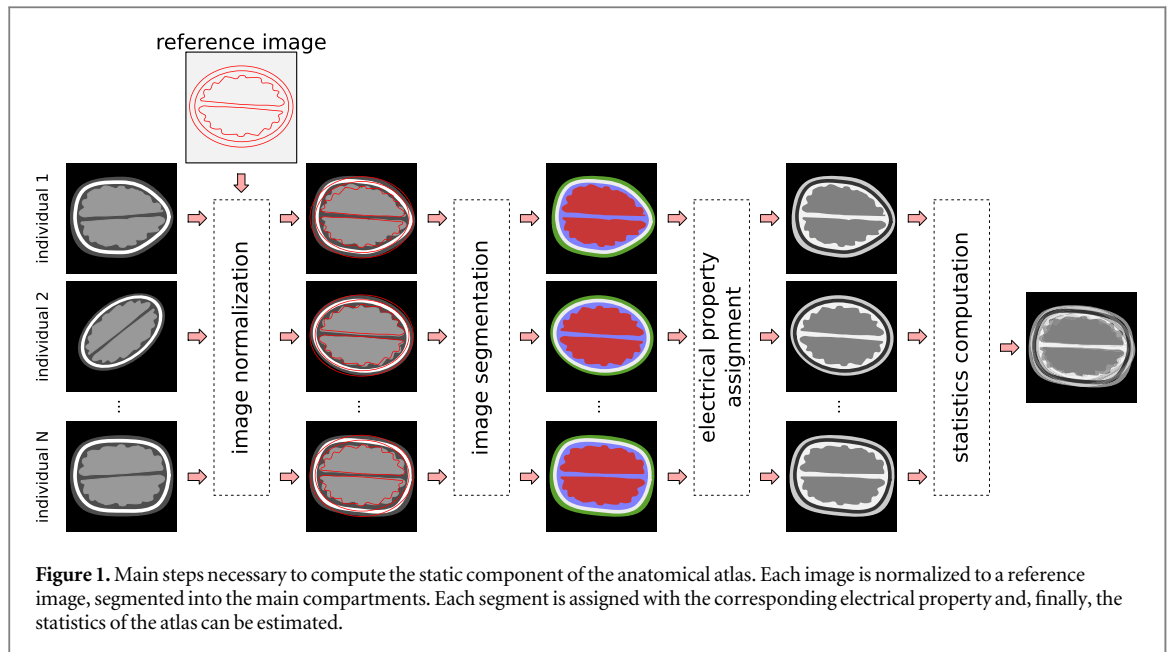 reference image
individual 1
individual 2
⋮
individual N
image normalization
⋮
image segmentation
⋮
electrical property
assignment
⋮
statistics computation
Figure 1. Main steps necessary to compute the static component of the anatomical atlas. Each image is normalized to a reference
image, segmented into the main compartments. Each segment is assigned with the corresponding electrical property and, finally, the
statistics of the atlas can be estimated.